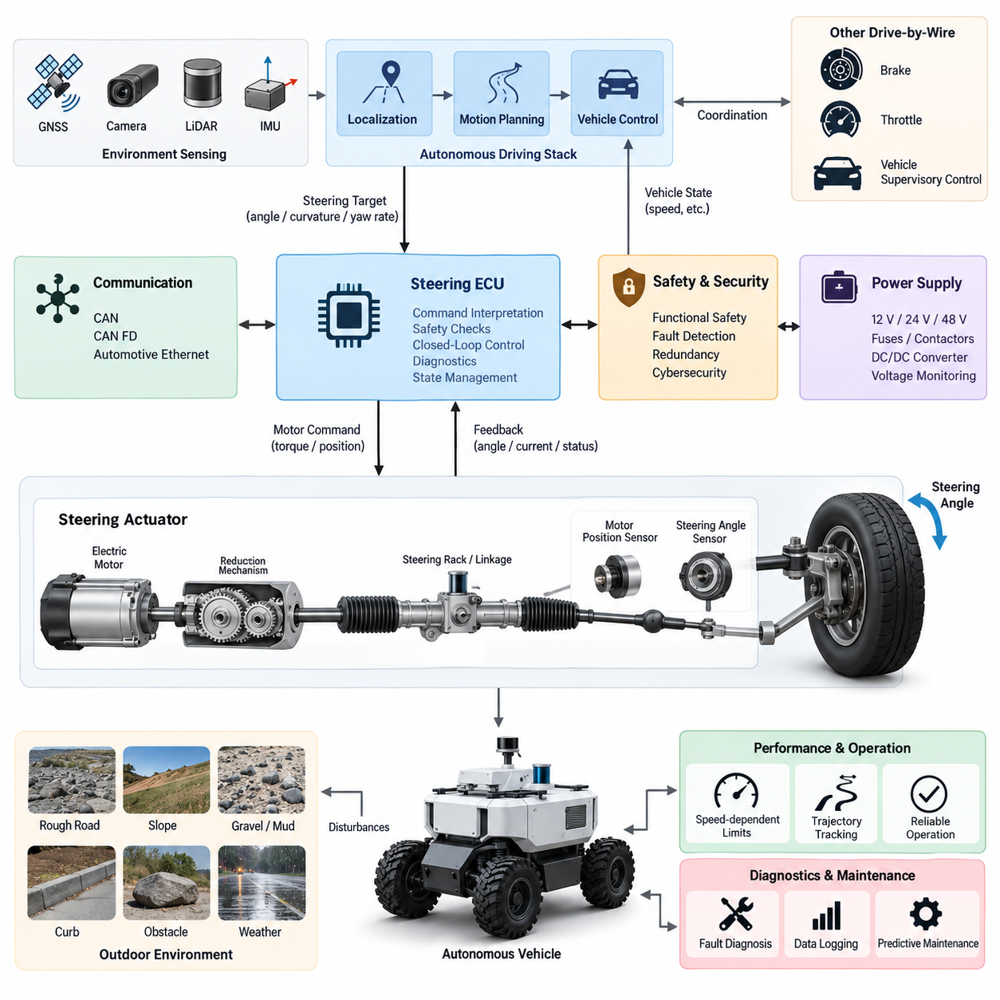 GNSS
Camera
LiDAR
IMU
Environment Sensing
Localization
Motion Planning
Vehicle Control
Autonomous Driving Stack
Coordination
Other Drive-by-Wire
Brake
Throttle
Vehicle
Supervisory Control
Steering Target
(angle / curvature / yaw rate)
Vehicle State
(speed, etc.)
Communication
CAN
CAN FD
Automotive Ethernet
Steering ECU
Command Interpretation
Safety Checks
Closed-Loop Control
Diagnostics
State Management
Safety & Security
Functional Safety
Fault Detection
Redundancy
Cybersecurity
Power Supply
12 V / 24 V / 48 V
Fuses / Contactors
DC/DC Converter
Voltage Monitoring
Motor Command
(torque / position)
Feedback
(angle / current / status)
Steering Actuator
Electric
Motor
Reduction
Mechanism
Steering Rack / Linkage
Motor
Position Sensor
Steering Angle
Sensor
Steering
Angle
Rough Road
Slope
Gravel / Mud
Curb
Obstacle
Weather
Outdoor Environment
Disturbances
Autonomous Vehicle
Performance & Operation
Speed-dependent
Limits
Trajectory
Tracking
Reliable
Operation
Diagnostics & Maintenance
Fault Diagnosis
Data Logging
Predictive Maintenance